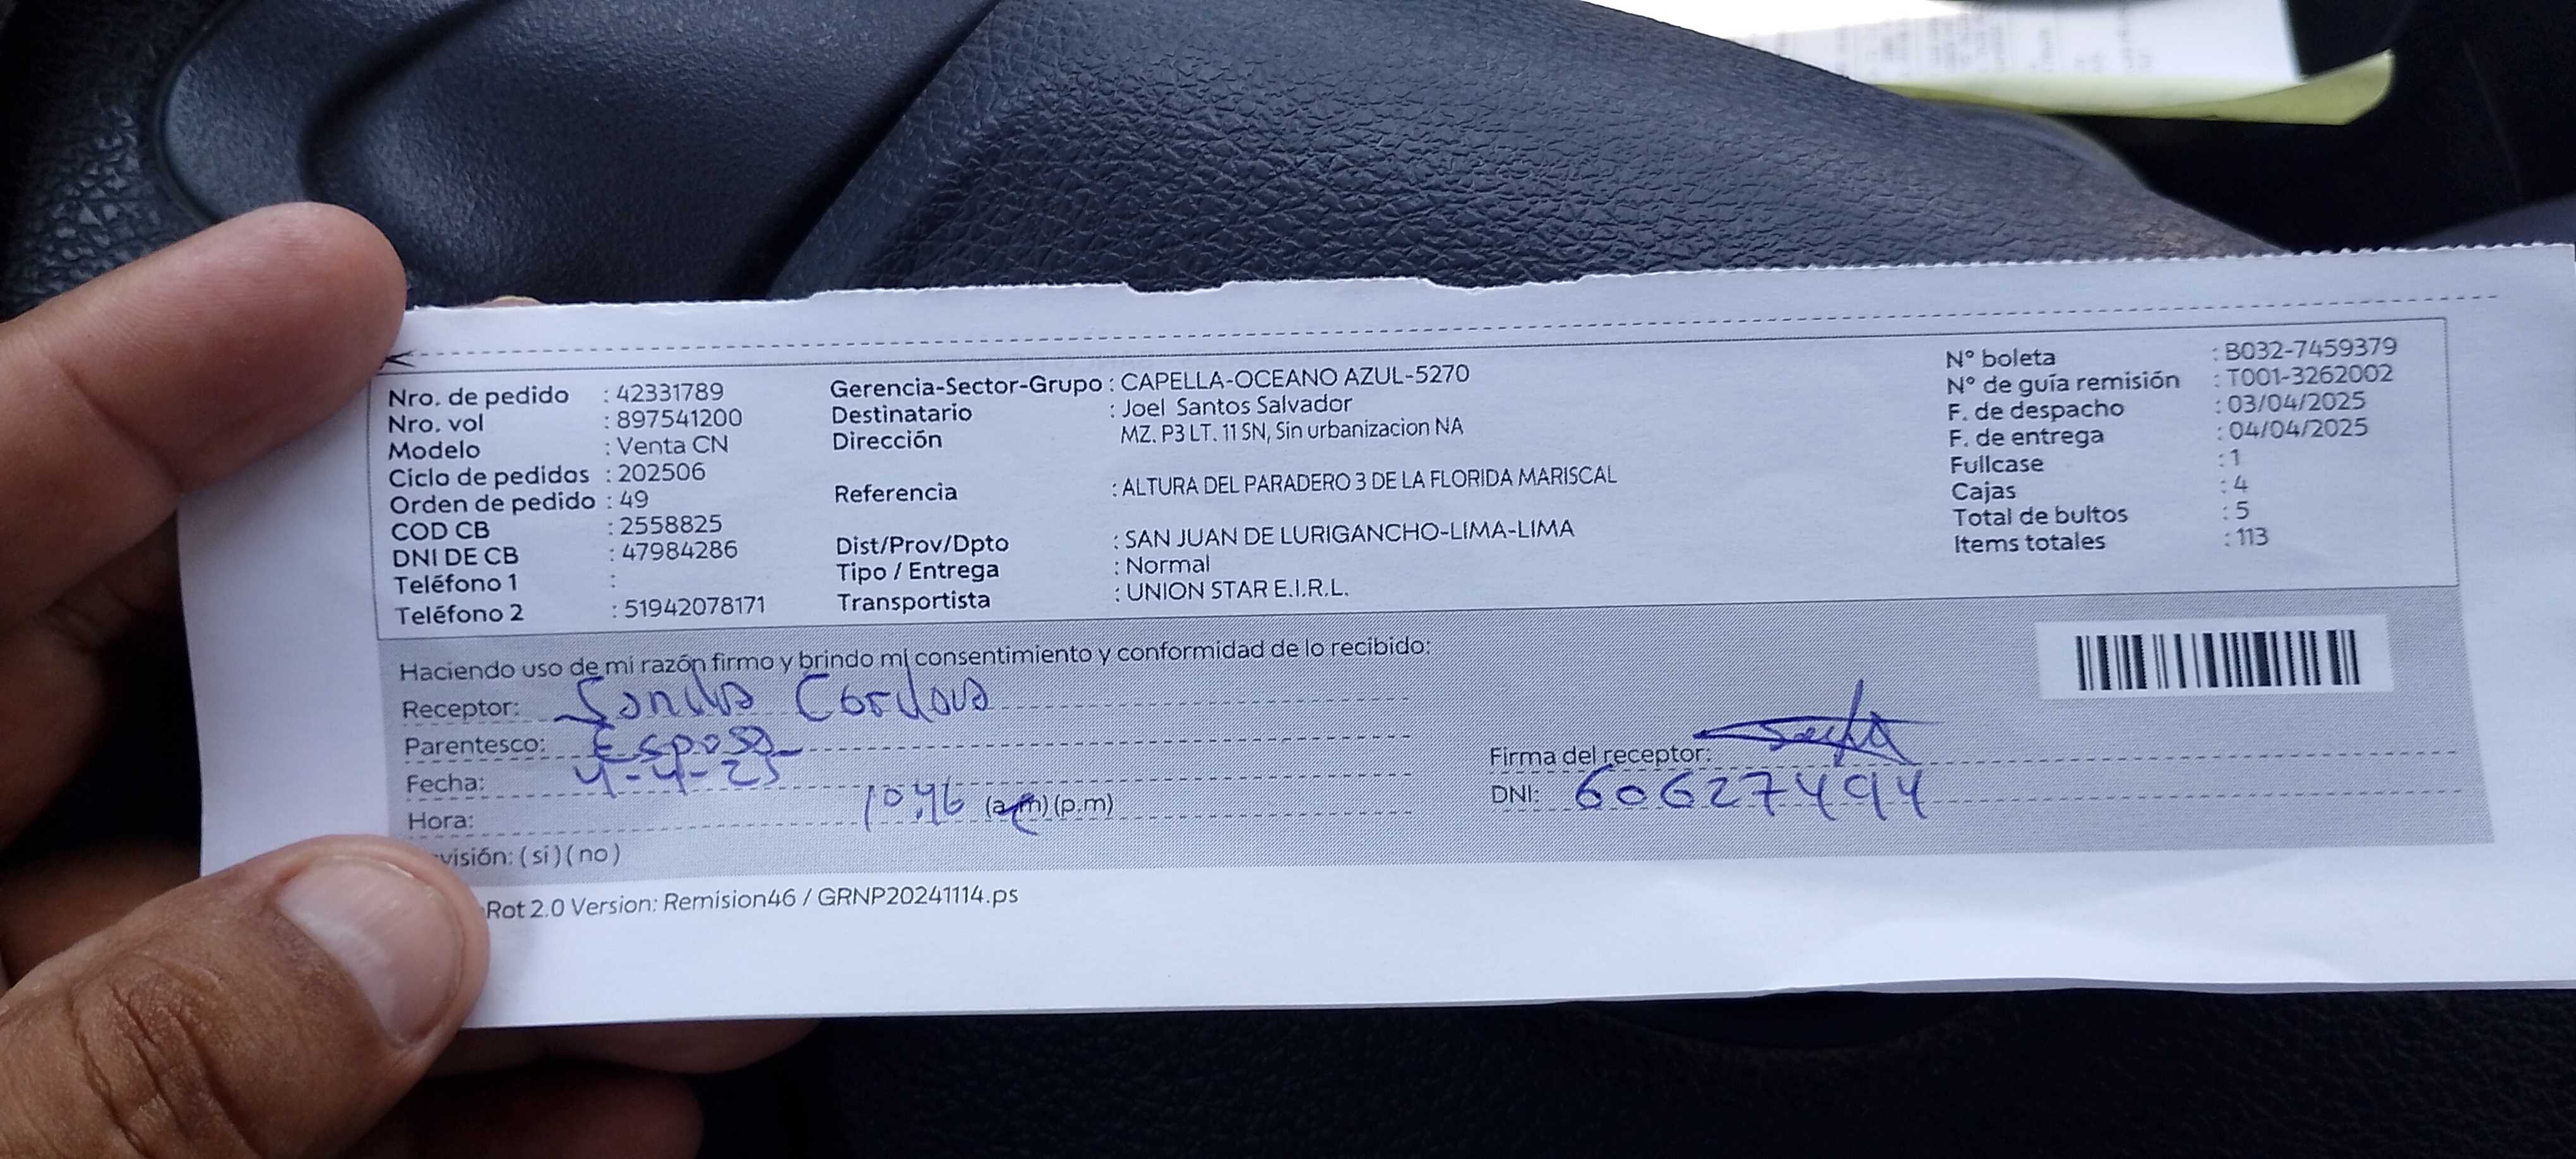 Nro. de pedido : 42331789
Nro. vol : 897541200
Modelo : Venta CN
Ciclo de pedidos : 202506
Orden de pedido : 49
COD CB : 2558825
DNI DE CB : 47984286
Teléfono 1 :
Teléfono 2 : 51942078171
Gerencia-Sector-Grupo : CAPELLA-OCEANO AZUL-5270
Destinatario : Joel Santos Salvador
Dirección MZ. P3 LT. 11 SN, Sin urbanizacion NA
Referencia : ALTURA DEL PARADERO 3 DE LA FLORIDA MARISCAL
Dist/Prov/Dpto : SAN JUAN DE LURIGANCHO-LIMA-LIMA
Tipo / Entrega : Normal
Transportista : UNION STAR E.I.R.L.
N° boleta : B032-7459379
N° de guía remisión : T001-3262002
F. de despacho : 03/04/2025
F. de entrega : 04/04/2025
Fullcase : 1
Cajas : 4
Total de bultos : 5
Items totales : 113
Haciendo uso de mi razón firmo y brindo mi consentimiento y conformidad de lo recibido:
Receptor: Sandra Cordova
Parentesco: Esposa
Fecha: 4-4-25
Hora: 10:46 (a.m) (p.m)
visión: (si) (no)
Firma del receptor:
DNI: 60627494
Rot 2.0 Version: Remision46 / GRNP20241114.ps